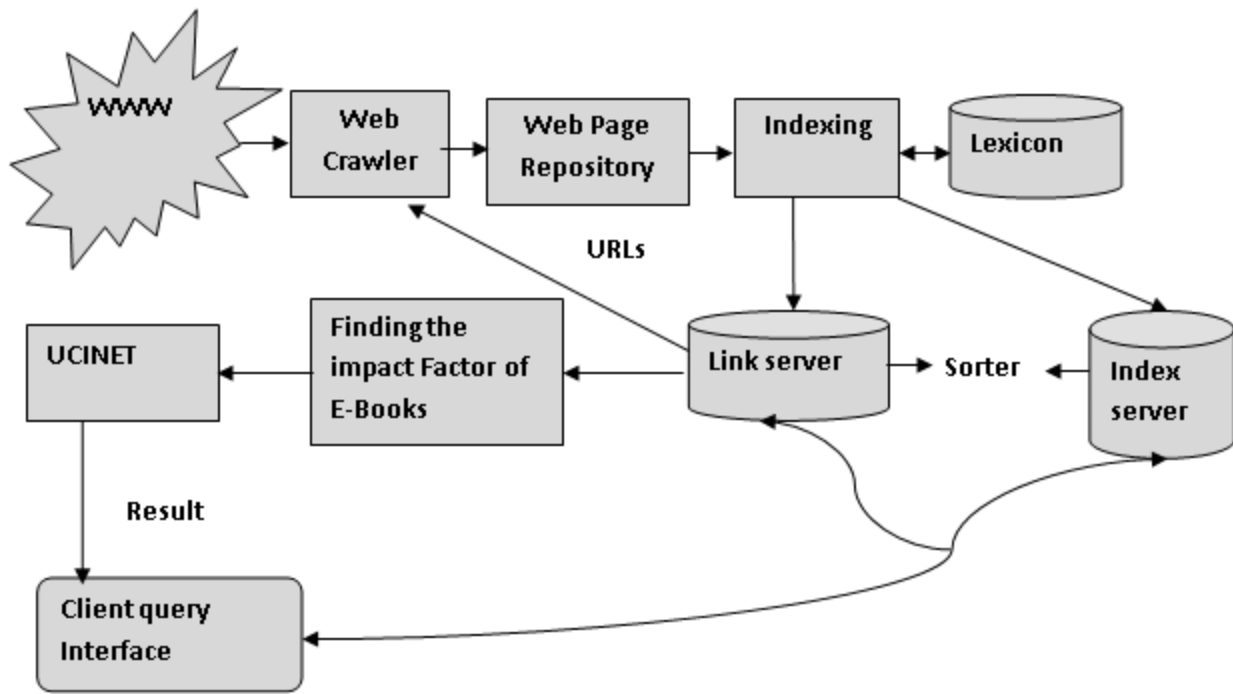 WWW
Web
Crawler
Web Page
Repository
Indexing
Lexicon
URLs
UCINET
Finding the
impact Factor of
E-Books
Link server
Sorter
Index
server
Result
Client query
Interface